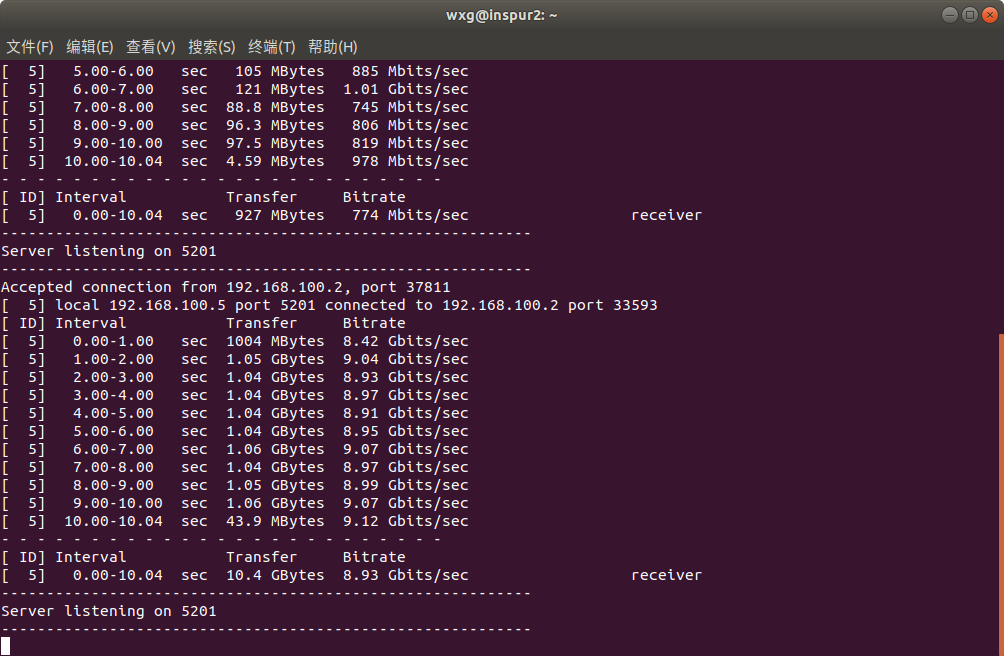 wxg@inspur2: ~
文件(F) 编辑(E) 查看(V) 搜索(S) 终端(T) 帮助(H)
[  5]   5.00-6.00   sec   105 MBytes   885 Mbits/sec
[  5]   6.00-7.00   sec   121 MBytes  1.01 Gbits/sec
[  5]   7.00-8.00   sec  88.8 MBytes   745 Mbits/sec
[  5]   8.00-9.00   sec  96.3 MBytes   806 Mbits/sec
[  5]   9.00-10.00  sec  97.5 MBytes   819 Mbits/sec
[  5]  10.00-10.04  sec  4.59 MBytes   978 Mbits/sec
- - - - - - - - - - - - - - - - - - - - - - - - -
[ ID] Interval           Transfer     Bitrate
[  5]   0.00-10.04  sec   927 MBytes   774 Mbits/sec                  receiver
-----------------------------------------------------------
Server listening on 5201
-----------------------------------------------------------
Accepted connection from 192.168.100.2, port 37811
[  5] local 192.168.100.5 port 5201 connected to 192.168.100.2 port 33593
[ ID] Interval           Transfer     Bitrate
[  5]   0.00-1.00   sec  1004 MBytes  8.42 Gbits/sec
[  5]   1.00-2.00   sec  1.05 GBytes  9.04 Gbits/sec
[  5]   2.00-3.00   sec  1.04 GBytes  8.93 Gbits/sec
[  5]   3.00-4.00   sec  1.04 GBytes  8.97 Gbits/sec
[  5]   4.00-5.00   sec  1.04 GBytes  8.91 Gbits/sec
[  5]   5.00-6.00   sec  1.04 GBytes  8.95 Gbits/sec
[  5]   6.00-7.00   sec  1.06 GBytes  9.07 Gbits/sec
[  5]   7.00-8.00   sec  1.04 GBytes  8.97 Gbits/sec
[  5]   8.00-9.00   sec  1.05 GBytes  8.99 Gbits/sec
[  5]   9.00-10.00  sec  1.06 GBytes  9.07 Gbits/sec
[  5]  10.00-10.04  sec  43.9 MBytes  9.12 Gbits/sec
- - - - - - - - - - - - - - - - - - - - - - - - -
[ ID] Interval           Transfer     Bitrate
[  5]   0.00-10.04  sec  10.4 GBytes  8.93 Gbits/sec                  receiver
-----------------------------------------------------------
Server listening on 5201
-----------------------------------------------------------